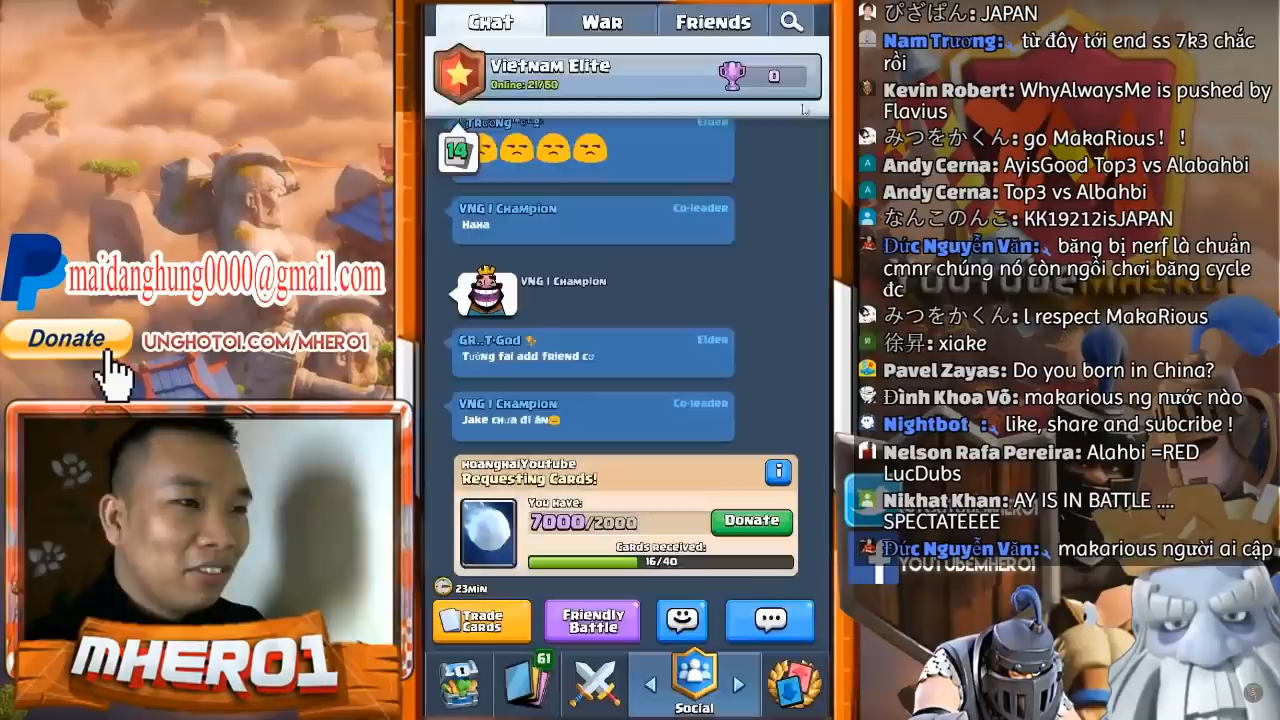 Chat
War
Friends
Vietnam Elite
Online: 21/50
0
Elder
14
VNG | Champion
Co-leader
Haha
VNG | Champion
GR..T-God
Elder
Tướng fai add friend cơ
VNG | Champion
Co-leader
Jake chưa đi ăn
HoangHaiYoutube
Requesting Cards!
i
You have:
7000/2000
Donate
Cards received:
16/40
23min
Trade
Cards
Friendly
Battle
61
Social
maidanghung0000@gmail.com
Donate
UNGHOTOI.COM/MHERO1
MHERO1
ぴざぱん: JAPAN
Nam Trương: từ đây tới end ss 7k3 chắc
rồi
Kevin Robert: WhyAlwaysMe is pushed by
Flavius
みつをかくん: go MakaRious！！
Andy Cerna: AyisGood Top3 vs Alabahbi
Andy Cerna: Top3 vs Albahbi
なんこのんこ: KK19212isJAPAN
Đức Nguyễn Văn: băng bị nerf là chuẩn
cmnr chúng nó còn ngồi chơi băng cycle
đc
みつをかくん: l respect MakaRious
徐昇: xiake
Pavel Zayas: Do you born in China?
Đình Khoa Võ: makarious ng nước nào
Nightbot : like, share and subcribe !
Nelson Rafa Pereira: Alahbi =RED
LucDubs
Nikhat Khan: AY IS IN BATTLE ....
SPECTATEEEE
Đức Nguyễn Văn: makarious người ai cập
YOUTUBEMHERO1